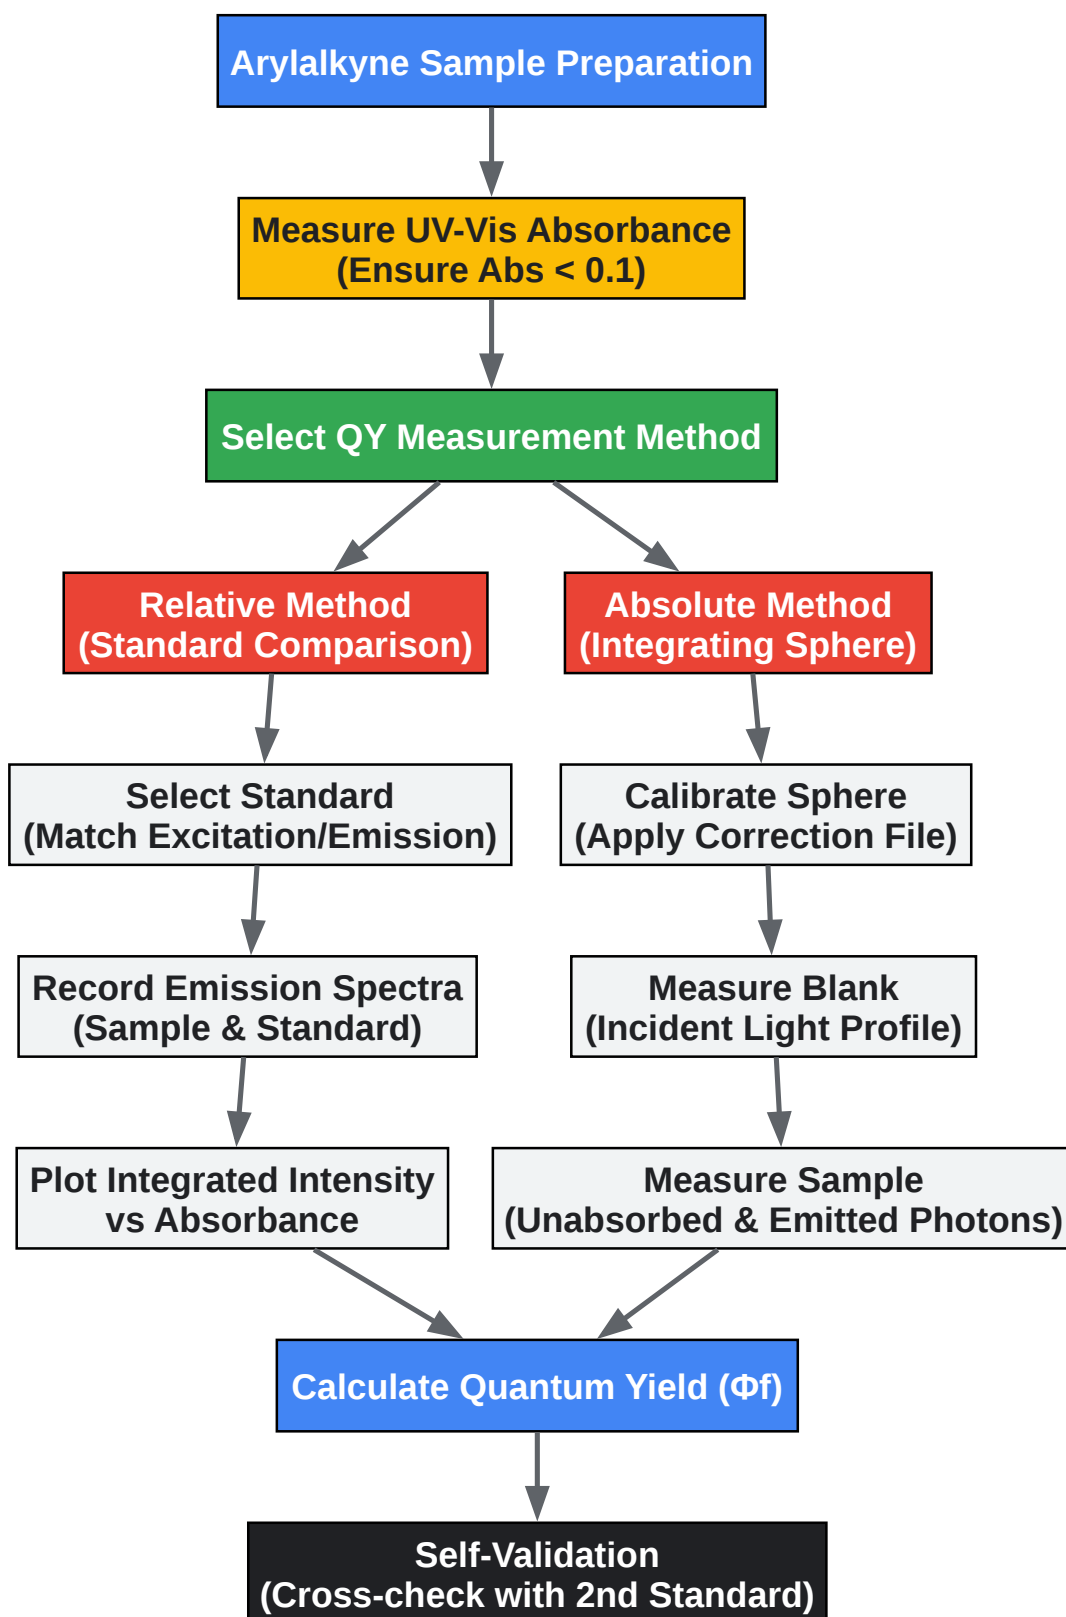 Arylalkyne Sample Preparation
Measure UV-Vis Absorbance
(Ensure Abs < 0.1)
Select QY Measurement Method
Relative Method
(Standard Comparison)
Absolute Method
(Integrating Sphere)
Select Standard
(Match Excitation/Emission)
Calibrate Sphere
(Apply Correction File)
Record Emission Spectra
(Sample & Standard)
Measure Blank
(Incident Light Profile)
Plot Integrated Intensity
vs Absorbance
Measure Sample
(Unabsorbed & Emitted Photons)
Calculate Quantum Yield (Φf)
Self-Validation
(Cross-check with 2nd Standard)